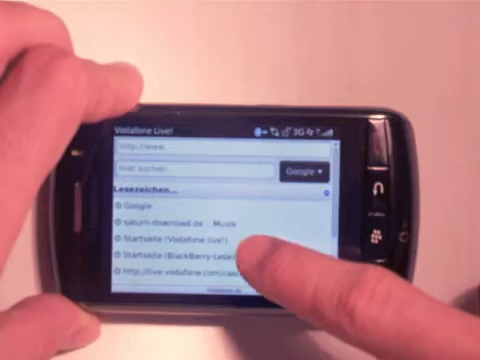 Vodafone Live! 3G
http://www.
Hier suchen Google ▾
Lesezeichen...
Google
saturn-download.de Musik
Startseite (Vodafone live!)
Startseite (BlackBerry-Lese
http://live.vodafone.com/